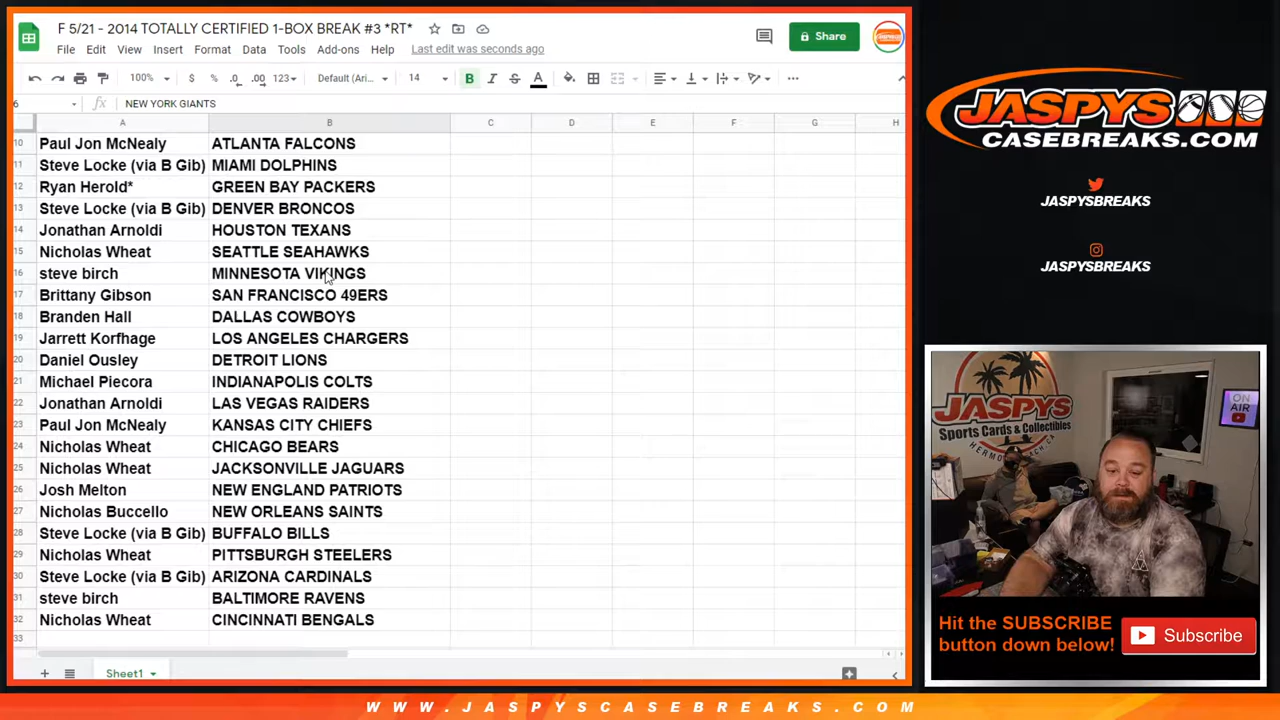 F 5/21 - 2014 TOTALLY CERTIFIED 1-BOX BREAK #3 *RT*
File Edit View Insert Format Data Tools Add-ons Help Last edit was seconds ago
Share
100% $ % .0 .00 123 Default (Ari... 14 B I S A
6 fx NEW YORK GIANTS
A B C D E F G H
10 Paul Jon McNealy ATLANTA FALCONS
11 Steve Locke (via B Gib) MIAMI DOLPHINS
12 Ryan Herold* GREEN BAY PACKERS
13 Steve Locke (via B Gib) DENVER BRONCOS
14 Jonathan Arnoldi HOUSTON TEXANS
15 Nicholas Wheat SEATTLE SEAHAWKS
16 steve birch MINNESOTA VIKINGS
17 Brittany Gibson SAN FRANCISCO 49ERS
18 Branden Hall DALLAS COWBOYS
19 Jarrett Korfhage LOS ANGELES CHARGERS
20 Daniel Ousley DETROIT LIONS
21 Michael Piecora INDIANAPOLIS COLTS
22 Jonathan Arnoldi LAS VEGAS RAIDERS
23 Paul Jon McNealy KANSAS CITY CHIEFS
24 Nicholas Wheat CHICAGO BEARS
25 Nicholas Wheat JACKSONVILLE JAGUARS
26 Josh Melton NEW ENGLAND PATRIOTS
27 Nicholas Buccello NEW ORLEANS SAINTS
28 Steve Locke (via B Gib) BUFFALO BILLS
29 Nicholas Wheat PITTSBURGH STEELERS
30 Steve Locke (via B Gib) ARIZONA CARDINALS
31 steve birch BALTIMORE RAVENS
32 Nicholas Wheat CINCINNATI BENGALS
33
Sheet1
JASPYS
CASEBREAKS.COM
JASPYSBREAKS
JASPYSBREAKS
JASPYS
Sports Cards & Collectibles
HERMOSA BEACH, CA
ON
AIR
Hit the SUBSCRIBE
button down below!
Subscribe
WWW.JASPYSCASEBREAKS.COM